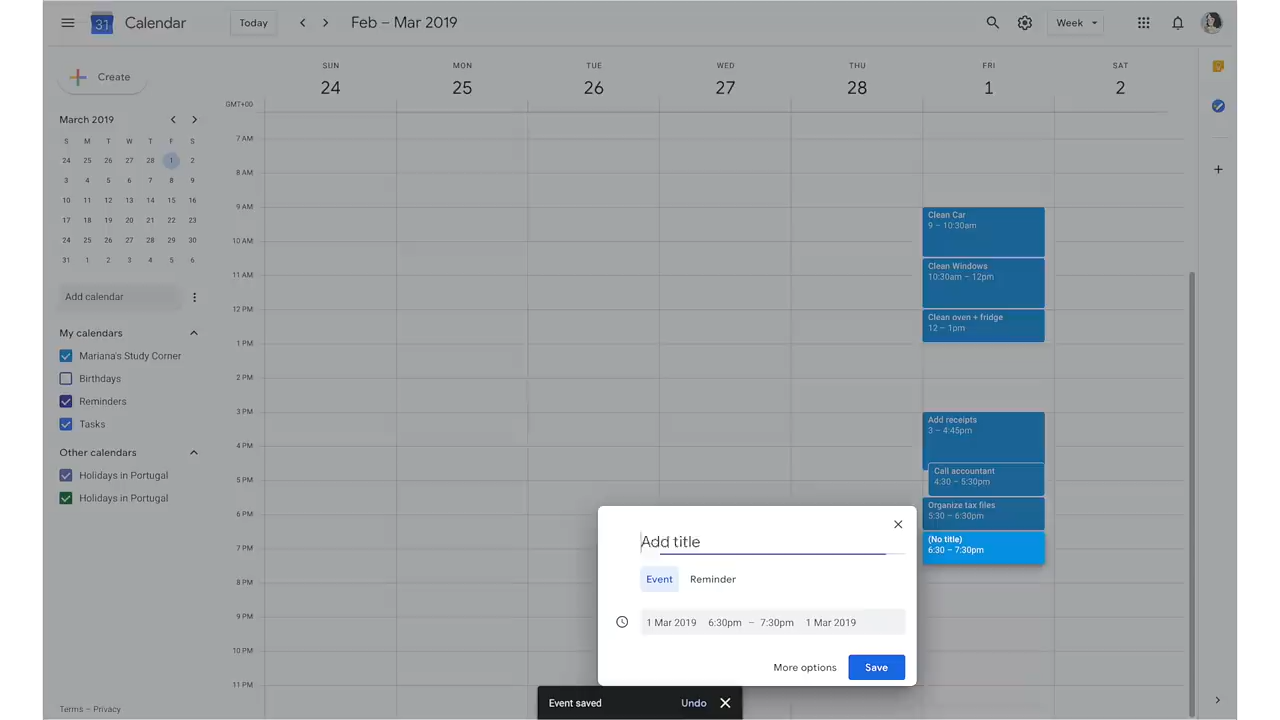 31 Calendar Today Feb – Mar 2019 Week
Create
March 2019
S M T W T F S
24 25 26 27 28 1 2
3 4 5 6 7 8 9
10 11 12 13 14 15 16
17 18 19 20 21 22 23
24 25 26 27 28 29 30
31 1 2 3 4 5 6
Add calendar
My calendars
Mariana's Study Corner
Birthdays
Reminders
Tasks
Other calendars
Holidays in Portugal
Holidays in Portugal
Terms – Privacy
SUN MON TUE WED THU FRI SAT
24 25 26 27 28 1 2
GMT+00
7 AM
8 AM
9 AM
10 AM
11 AM
12 PM
1 PM
2 PM
3 PM
4 PM
5 PM
6 PM
7 PM
8 PM
9 PM
10 PM
11 PM
Clean Car
9 – 10:30am
Clean Windows
10:30am – 12pm
Clean oven + fridge
12 – 1pm
Add receipts
3 – 4:45pm
Call accountant
4:30 – 5:30pm
Organize tax files
5:30 – 6:30pm
(No title)
6:30 – 7:30pm
Add title
Event Reminder
1 Mar 2019 6:30pm – 7:30pm 1 Mar 2019
More options Save
Event saved Undo